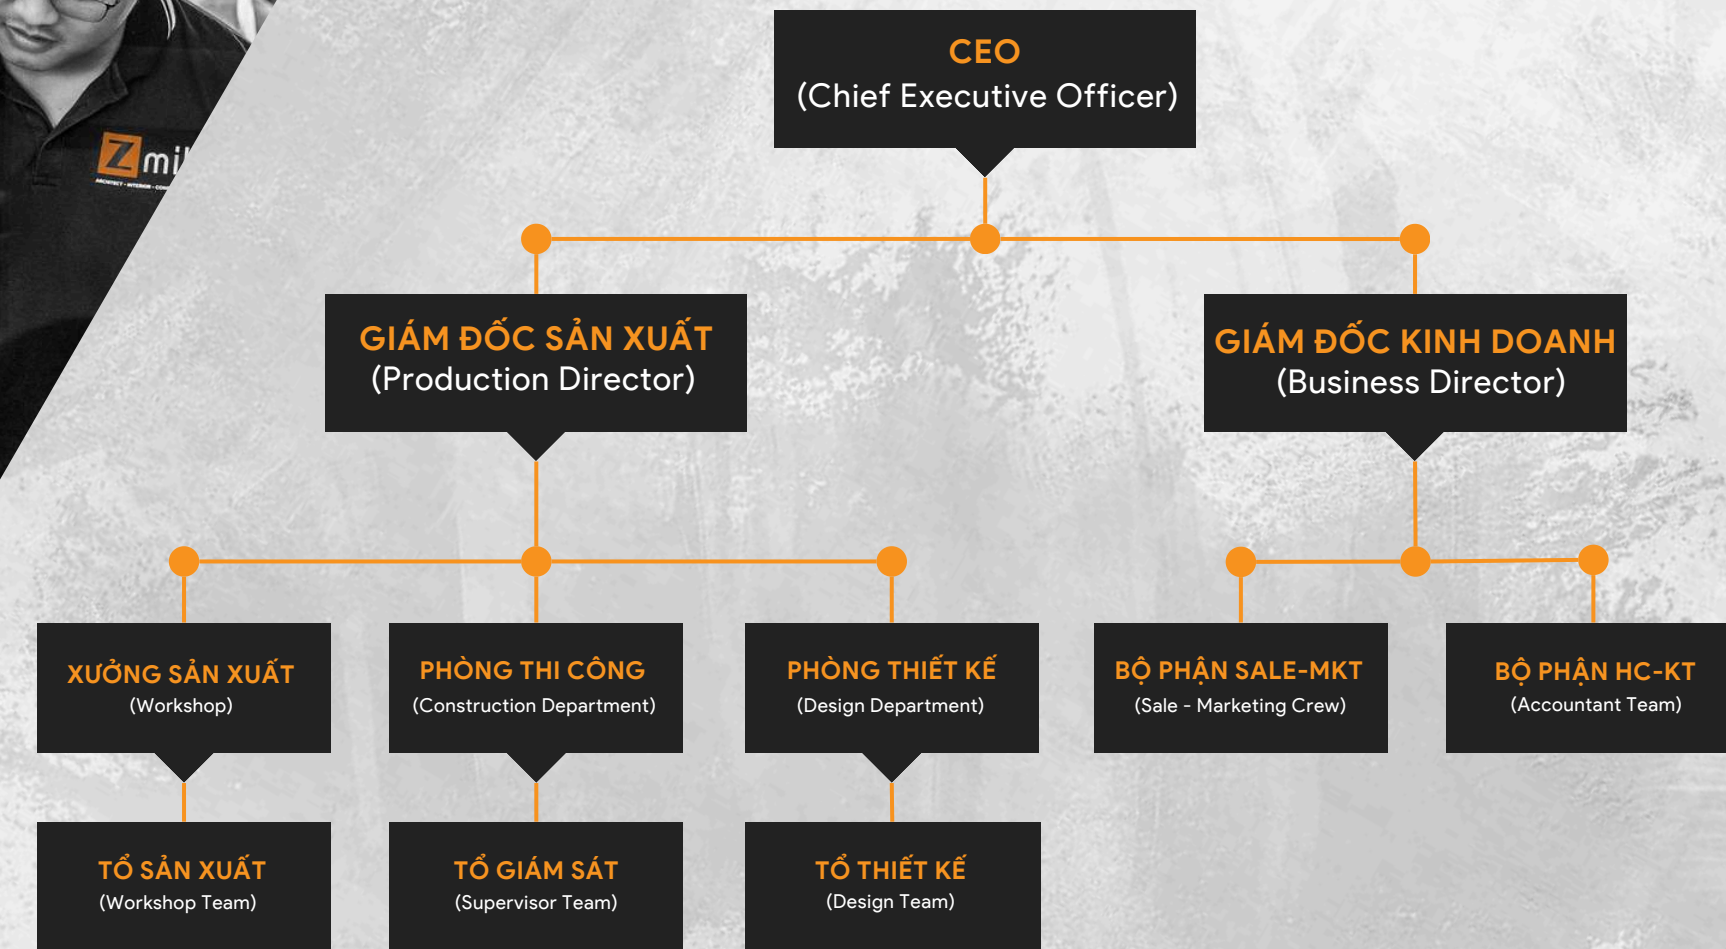 CEO
(Chief Executive Officer)
GIÁM ĐỐC SẢN XUẤT
(Production Director)
GIÁM ĐỐC KINH DOANH
(Business Director)
XƯỞNG SẢN XUẤT
(Workshop)
PHÒNG THI CÔNG
(Construction Department)
PHÒNG THIẾT KẾ
(Design Department)
BỘ PHẬN SALE-MKT
(Sale - Marketing Crew)
BỘ PHẬN HC-KT
(Accountant Team)
TỔ SẢN XUẤT
(Workshop Team)
TỔ GIÁM SÁT
(Supervisor Team)
TỔ THIẾT KẾ
(Design Team)